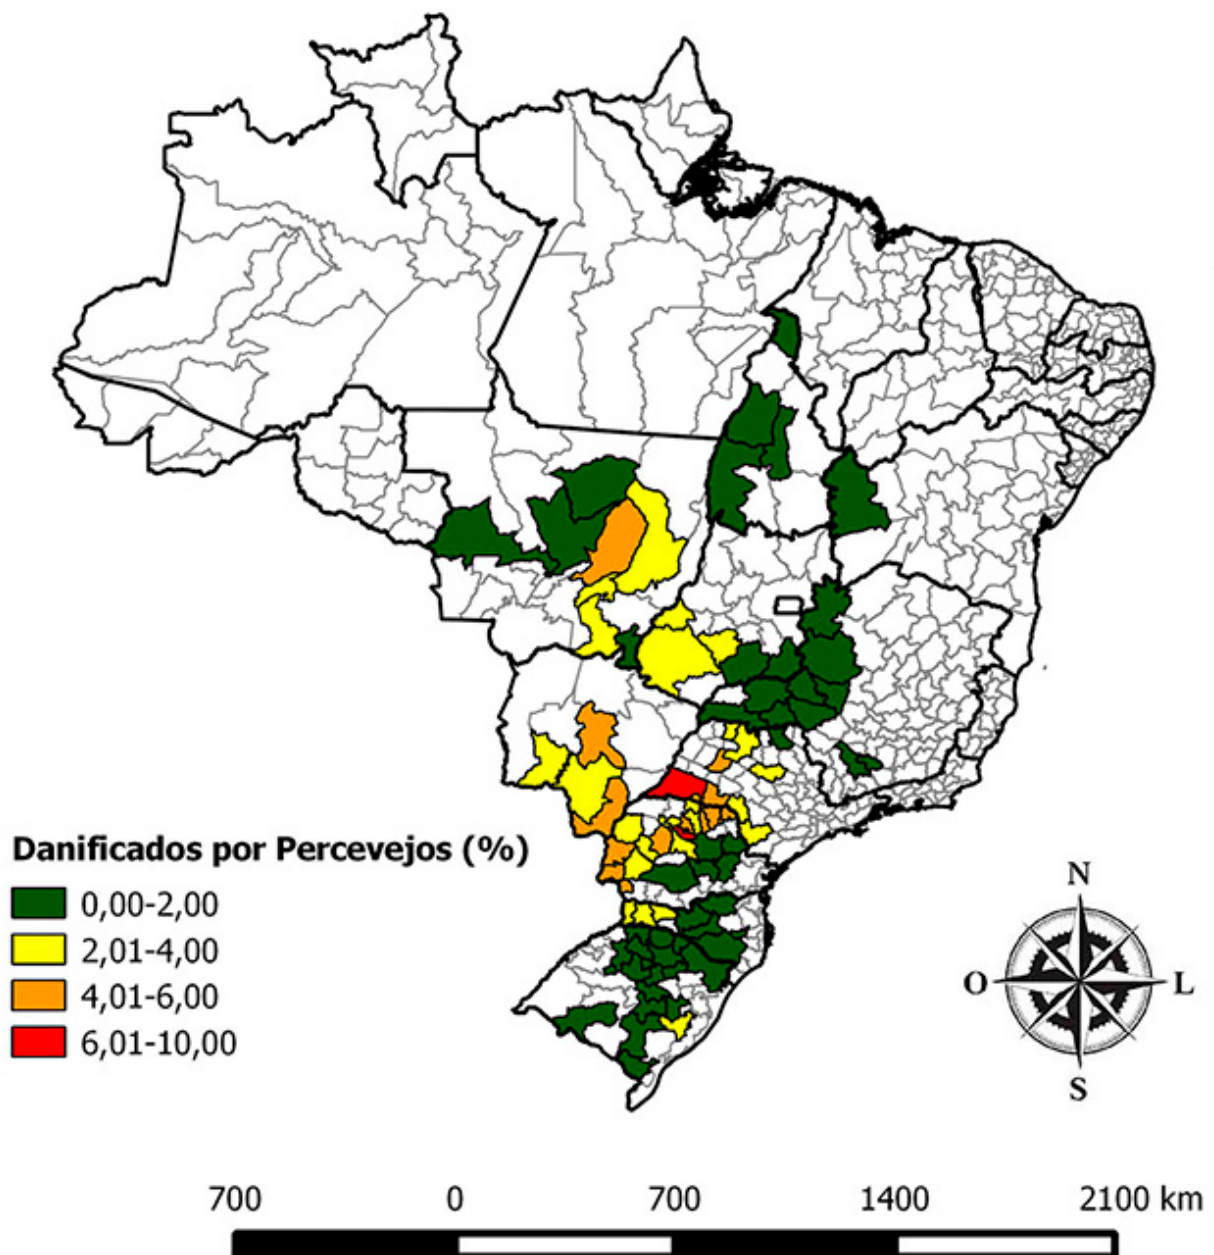 Danificados por Percevejos (%)
0,00-2,00
2,01-4,00
4,01-6,00
6,01-10,00
N
O
L
S
700 0 700 1400 2100 km